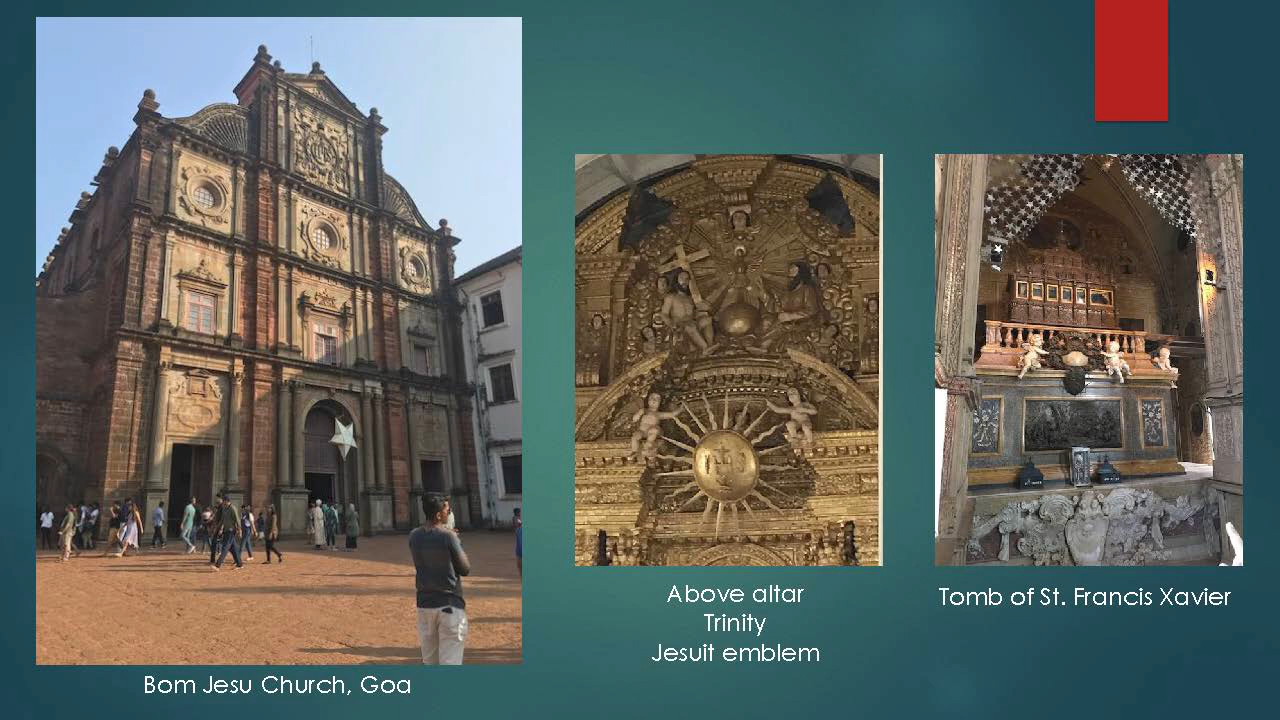 Bom Jesu Church, Goa
Above altar
Trinity
Jesuit emblem
Tomb of St. Francis Xavier